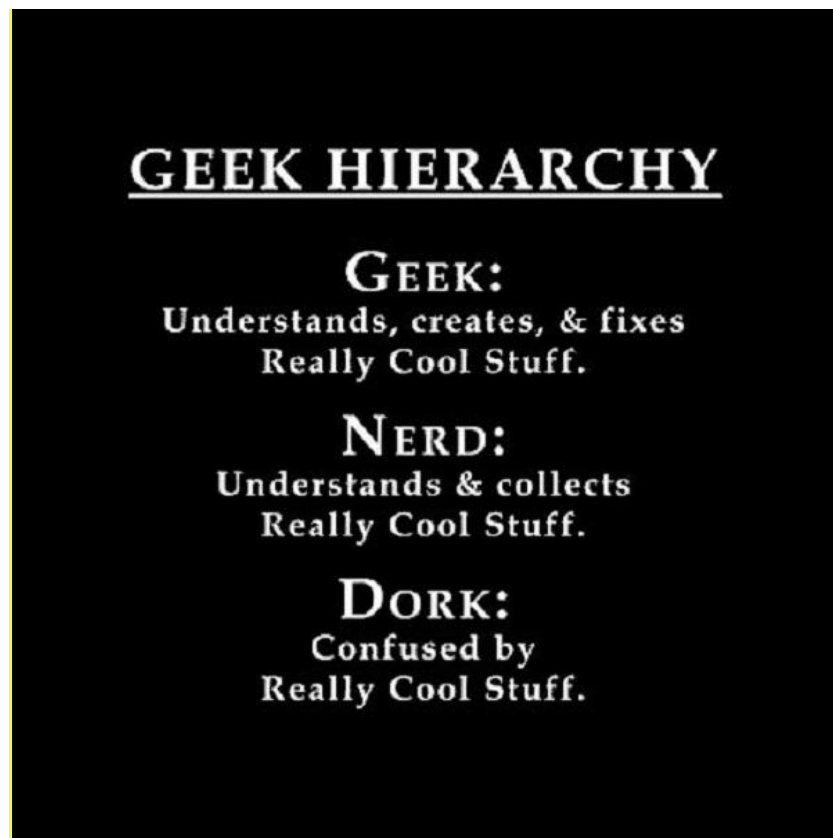 GEEK HIERARCHY
GEEK:
Understands, creates, & fixes
Really Cool Stuff.
NERD:
Understands & collects
Really Cool Stuff.
DORK:
Confused by
Really Cool Stuff.